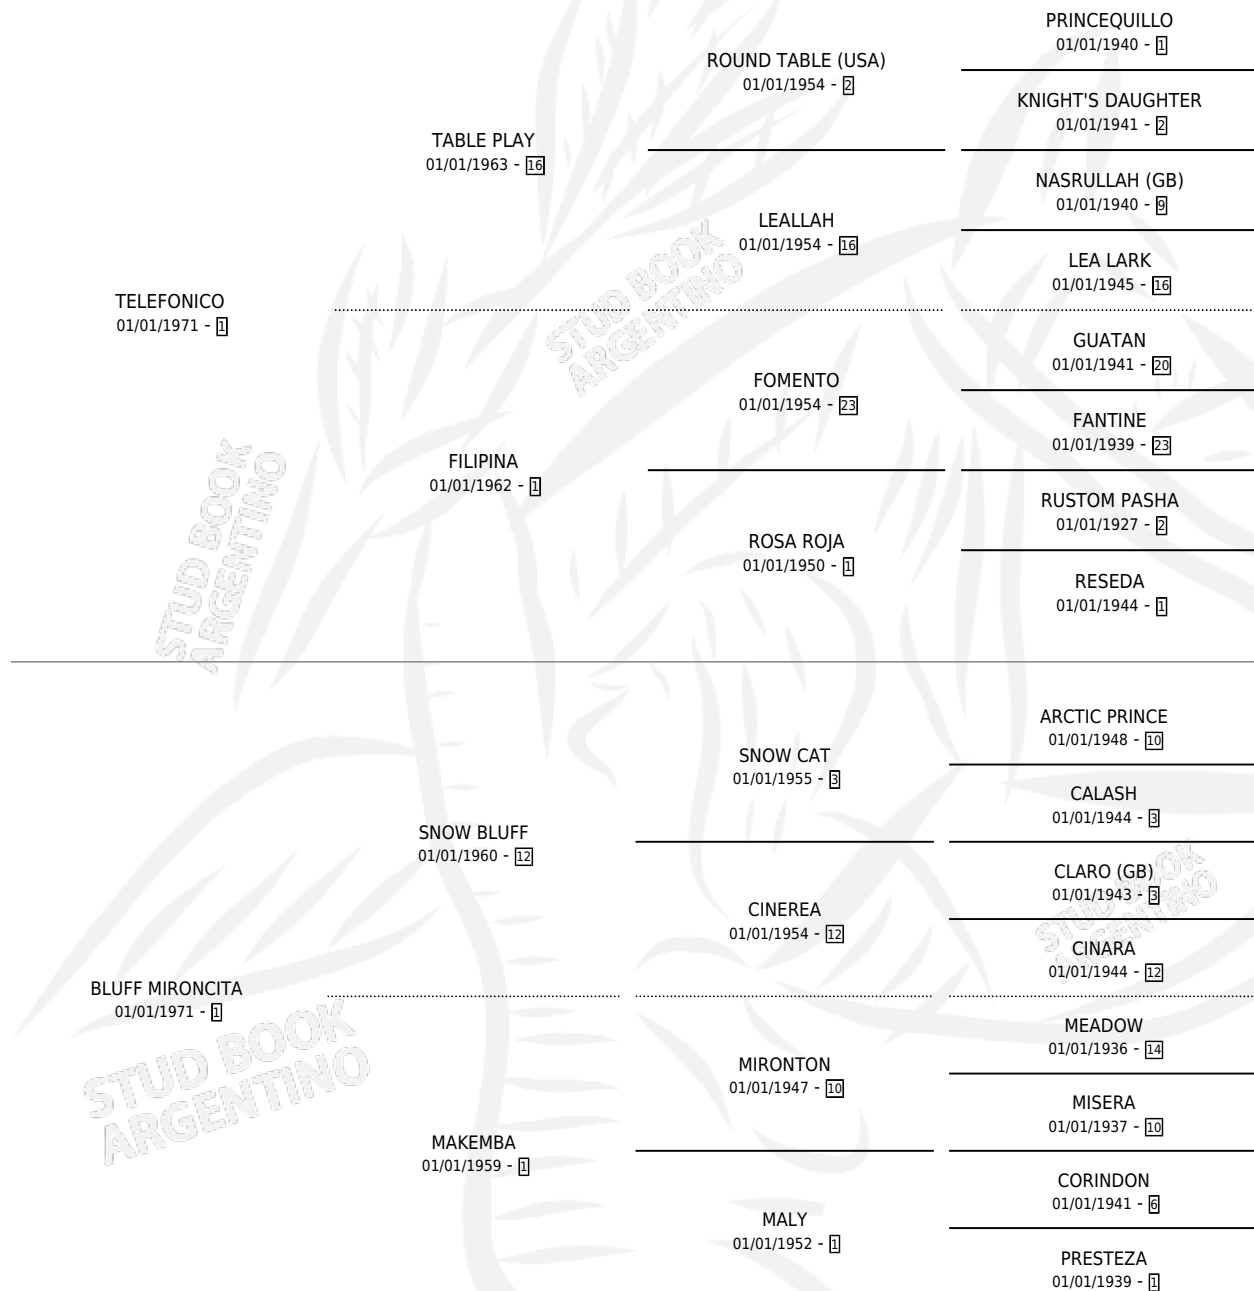 PRINCEQUILLO
01/01/1940 - 1
ROUND TABLE (USA)
01/01/1954 - 2
KNIGHT'S DAUGHTER
01/01/1941 - 2
TABLE PLAY
01/01/1963 - 16
NASRULLAH (GB)
01/01/1940 - 9
LEALLAH
01/01/1954 - 16
LEA LARK
01/01/1945 - 16
STUD BOOK
ARGENTINO
TELEFONICO
01/01/1971 - 1
GUATAN
01/01/1941 - 20
FOMENTO
01/01/1954 - 23
FANTINE
01/01/1939 - 23
FILIPINA
01/01/1962 - 1
RUSTOM PASHA
01/01/1927 - 2
ROSA ROJA
01/01/1950 - 1
RESEDA
01/01/1944 - 1
STUD BOOK
ARGENTINO
ARCTIC PRINCE
01/01/1948 - 10
SNOW CAT
01/01/1955 - 3
CALASH
01/01/1944 - 3
SNOW BLUFF
01/01/1960 - 12
CLARO (GB)
01/01/1943 - 3
CINEREA
01/01/1954 - 12
STUD BOOK
ARGENTINO
CINARA
01/01/1944 - 12
BLUFF MIRONCITA
01/01/1971 - 1
MEADOW
01/01/1936 - 14
STUD BOOK
ARGENTINO
MIRONTON
01/01/1947 - 10
MISERA
01/01/1937 - 10
MAKEMBA
01/01/1959 - 1
CORINDON
01/01/1941 - 6
MALY
01/01/1952 - 1
PRESTEZA
01/01/1939 - 1